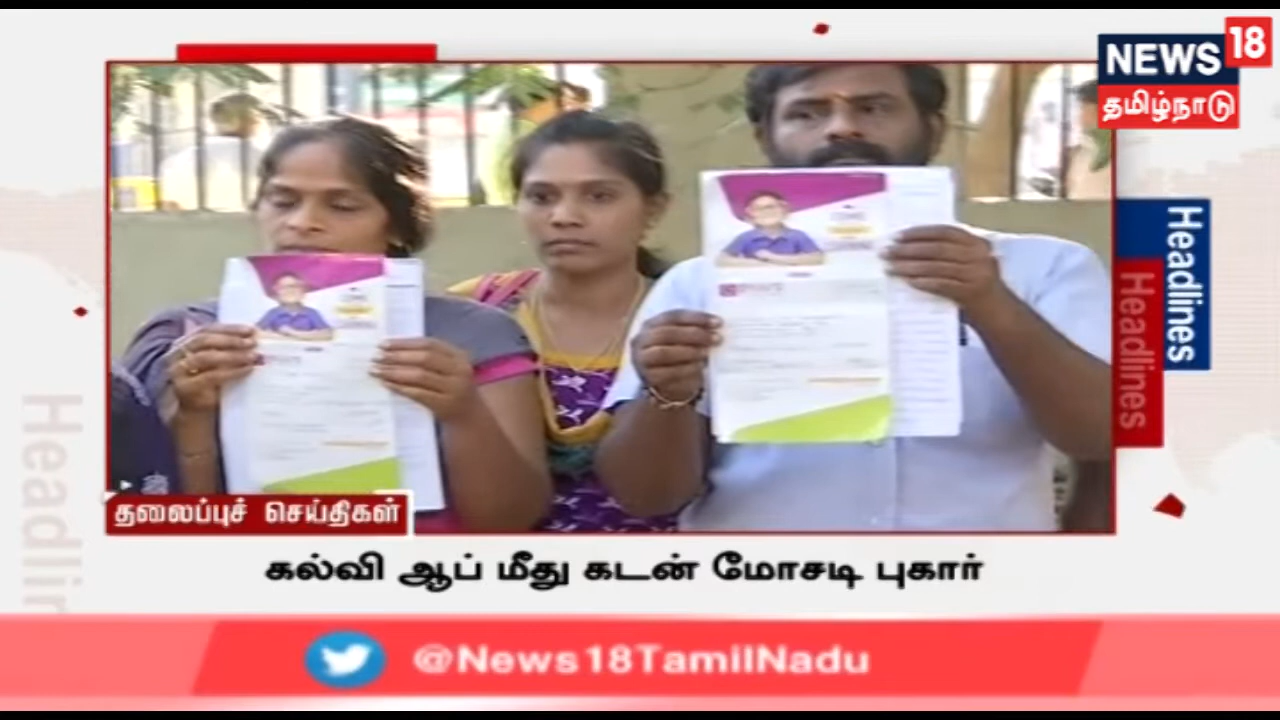 NEWS 18
தமிழ்நாடு
Headlines
Headlines
தலைப்புச் செய்திகள்
கல்வி ஆப் மீது கடன் மோசடி புகார்
@News18TamilNadu